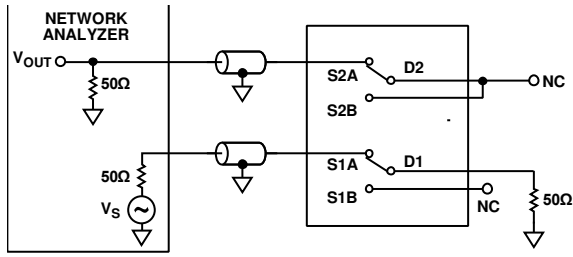 NETWORK
ANALYZER
VOUT
50Ω
S2A
D2
NC
S2B
50Ω
VS
S1A
D1
S1B
NC
50Ω